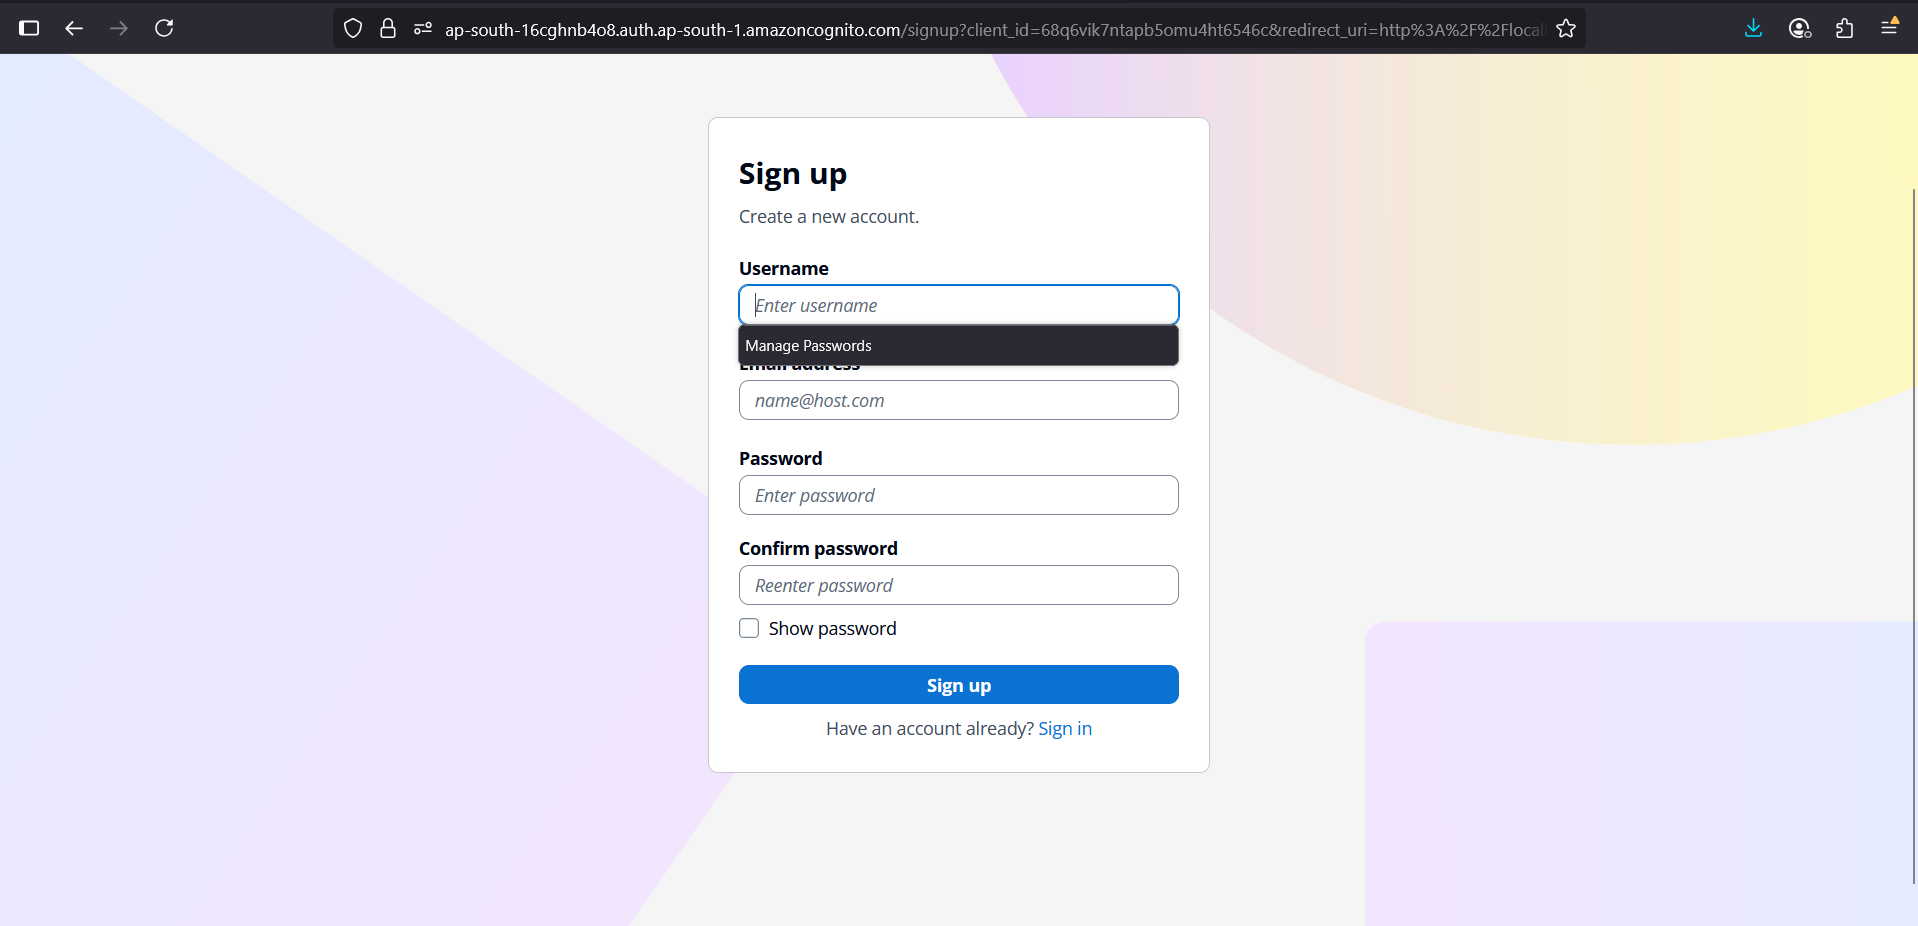 ap-south-16cghnb4o8.auth.ap-south-1.amazoncognito.com/signup?client_id=68q6vik7ntapb5omu4ht6546c&redirect_uri=http%3A%2F%2Flocal
Sign up
Create a new account.
Username
Enter username
Manage Passwords
Email address
name@host.com
Password
Enter password
Confirm password
Reenter password
Show password
Sign up
Have an account already? Sign in